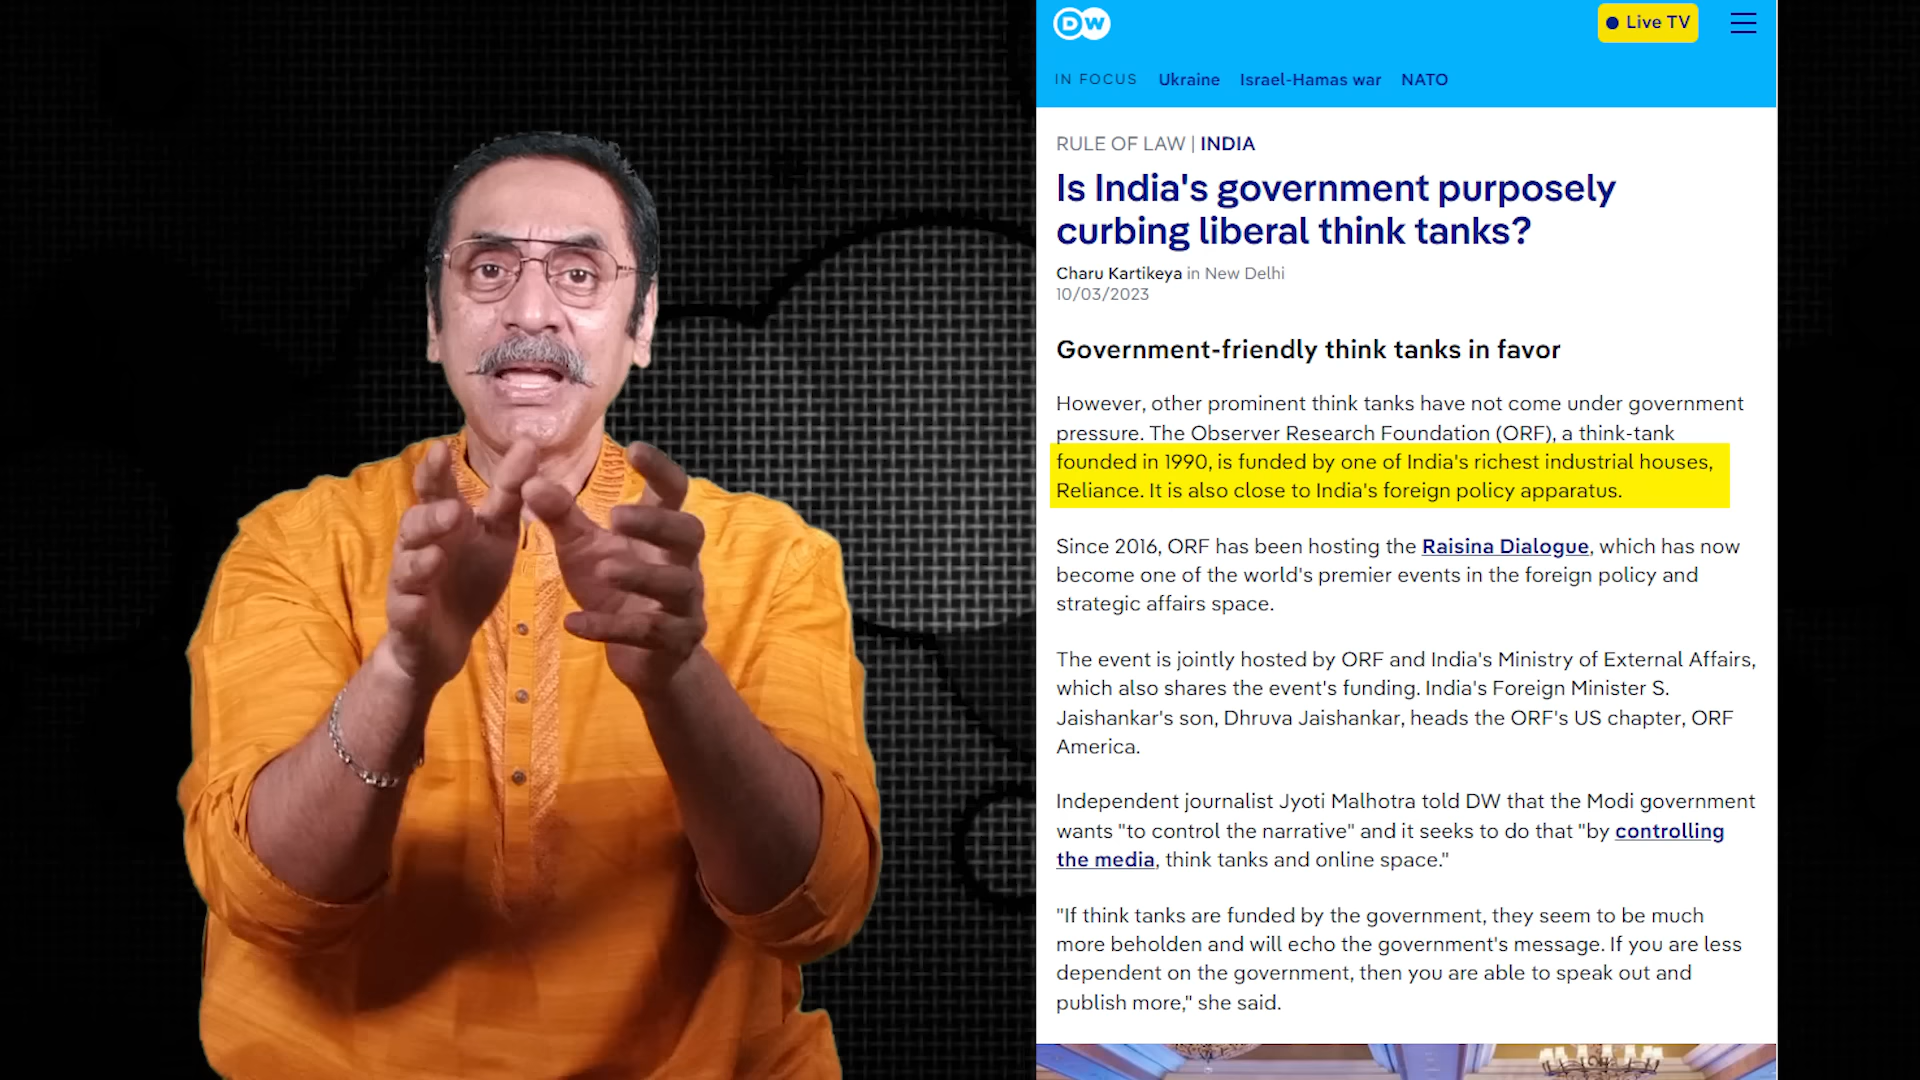 DW
Live TV
IN FOCUS Ukraine Israel-Hamas war NATO
RULE OF LAW | INDIA
Is India's government purposely
curbing liberal think tanks?
Charu Kartikeya in New Delhi
10/03/2023
Government-friendly think tanks in favor
However, other prominent think tanks have not come under government
pressure. The Observer Research Foundation (ORF), a think-tank
founded in 1990, is funded by one of India's richest industrial houses,
Reliance. It is also close to India's foreign policy apparatus.
Since 2016, ORF has been hosting the Raisina Dialogue, which has now
become one of the world's premier events in the foreign policy and
strategic affairs space.
The event is jointly hosted by ORF and India's Ministry of External Affairs,
which also shares the event's funding. India's Foreign Minister S.
Jaishankar's son, Dhruva Jaishankar, heads the ORF's US chapter, ORF
America.
Independent journalist Jyoti Malhotra told DW that the Modi government
wants "to control the narrative" and it seeks to do that "by controlling
the media, think tanks and online space."
"If think tanks are funded by the government, they seem to be much
more beholden and will echo the government's message. If you are less
dependent on the government, then you are able to speak out and
publish more," she said.